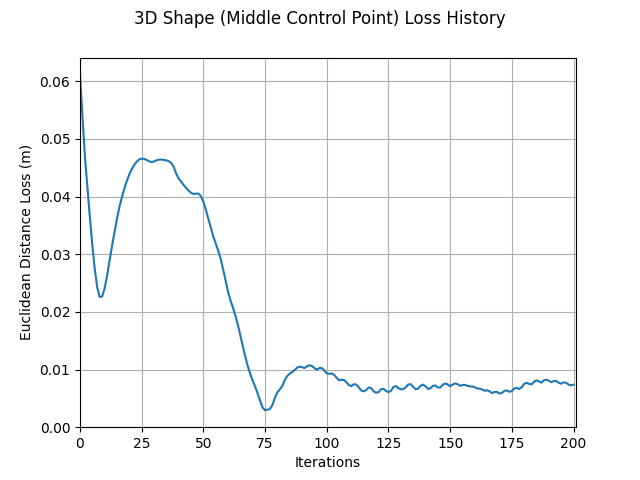 3D Shape (Middle Control Point) Loss History
Euclidean Distance Loss (m)
0.06
0.05
0.04
0.03
0.02
0.01
0.00
0 25 50 75 100 125 150 175 200
Iterations